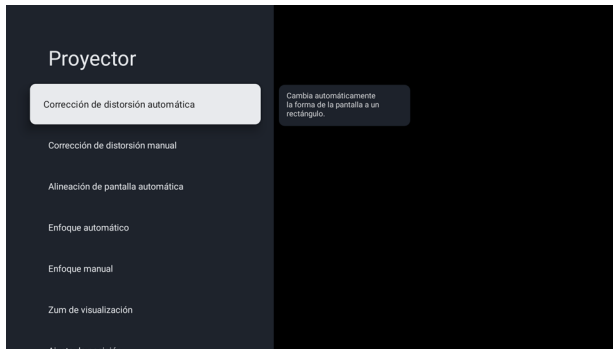 Proyector
Corrección de distorsión automática
Cambia automáticamente
la forma de la pantalla a un
rectángulo.
Corrección de distorsión manual
Alineación de pantalla automática
Enfoque automático
Enfoque manual
Zum de visualización